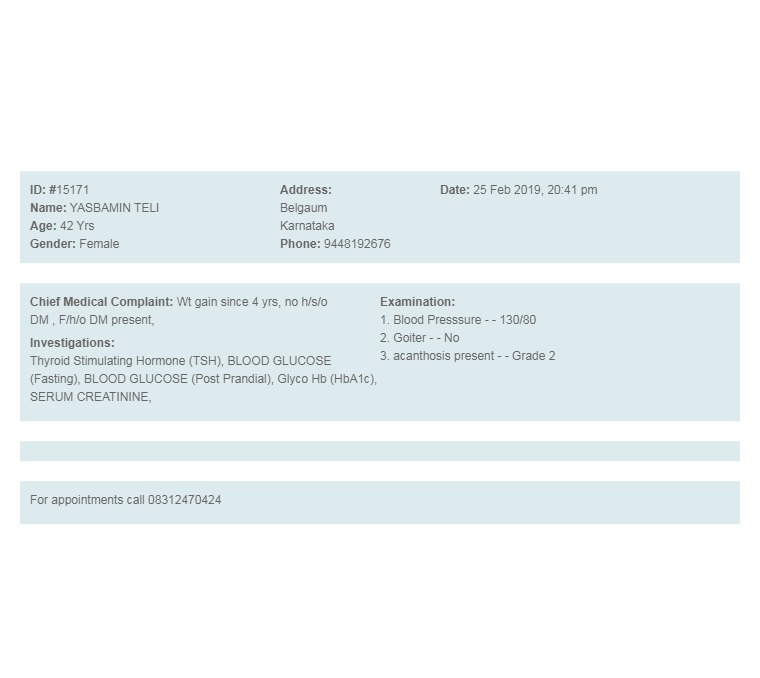 ID: #15171
Name: YASBAMIN TELI
Age: 42 Yrs
Gender: Female
Address:
Belgaum
Karnataka
Phone: 9448192676
Date: 25 Feb 2019, 20:41 pm
Chief Medical Complaint: Wt gain since 4 yrs, no h/s/o
DM , F/h/o DM present,
Investigations:
Thyroid Stimulating Hormone (TSH), BLOOD GLUCOSE
(Fasting), BLOOD GLUCOSE (Post Prandial), Glyco Hb (HbA1c),
SERUM CREATININE,
Examination:
1. Blood Presssure - - 130/80
2. Goiter - - No
3. acanthosis present - - Grade 2
For appointments call 08312470424